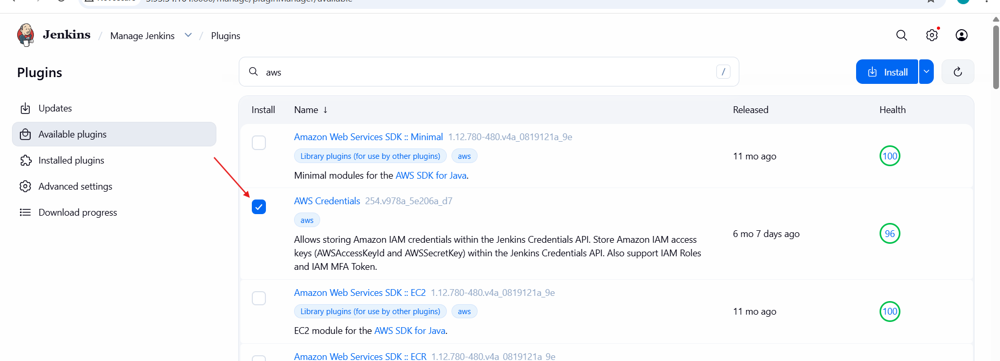 Jenkins / Manage Jenkins / Plugins
Plugins
aws /
Install
Updates
Available plugins
Installed plugins
Advanced settings
Download progress
Install Name ↓ Released Health
Amazon Web Services SDK :: Minimal 1.12.780-480.v4a_0819121a_9e
Library plugins (for use by other plugins) aws
Minimal modules for the AWS SDK for Java.
11 mo ago
100
AWS Credentials 254.v978a_5e206a_d7
aws
Allows storing Amazon IAM credentials within the Jenkins Credentials API. Store Amazon IAM access
keys (AWSAccessKeyId and AWSSecretKey) within the Jenkins Credentials API. Also support IAM Roles
and IAM MFA Token.
6 mo 7 days ago
96
Amazon Web Services SDK :: EC2 1.12.780-480.v4a_0819121a_9e
Library plugins (for use by other plugins) aws
EC2 module for the AWS SDK for Java.
11 mo ago
100
Amazon Web Services SDK :: ECR 1.12.780-480.v4a_0819121a_9e